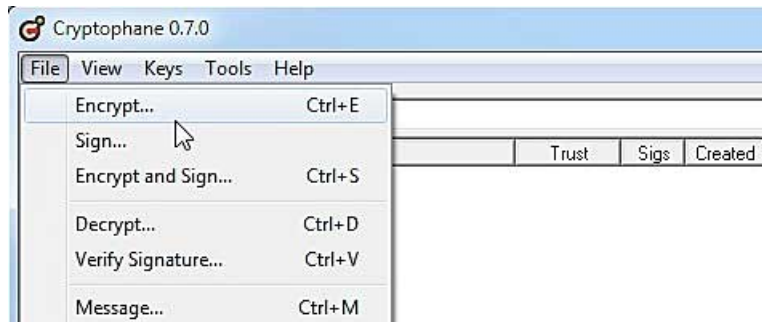 Cryptophane 0.7.0
File View Keys Tools Help
Encrypt... Ctrl+E
Sign...
Trust Sigs Created
Encrypt and Sign... Ctrl+S
Decrypt... Ctrl+D
Verify Signature... Ctrl+V
Message... Ctrl+M